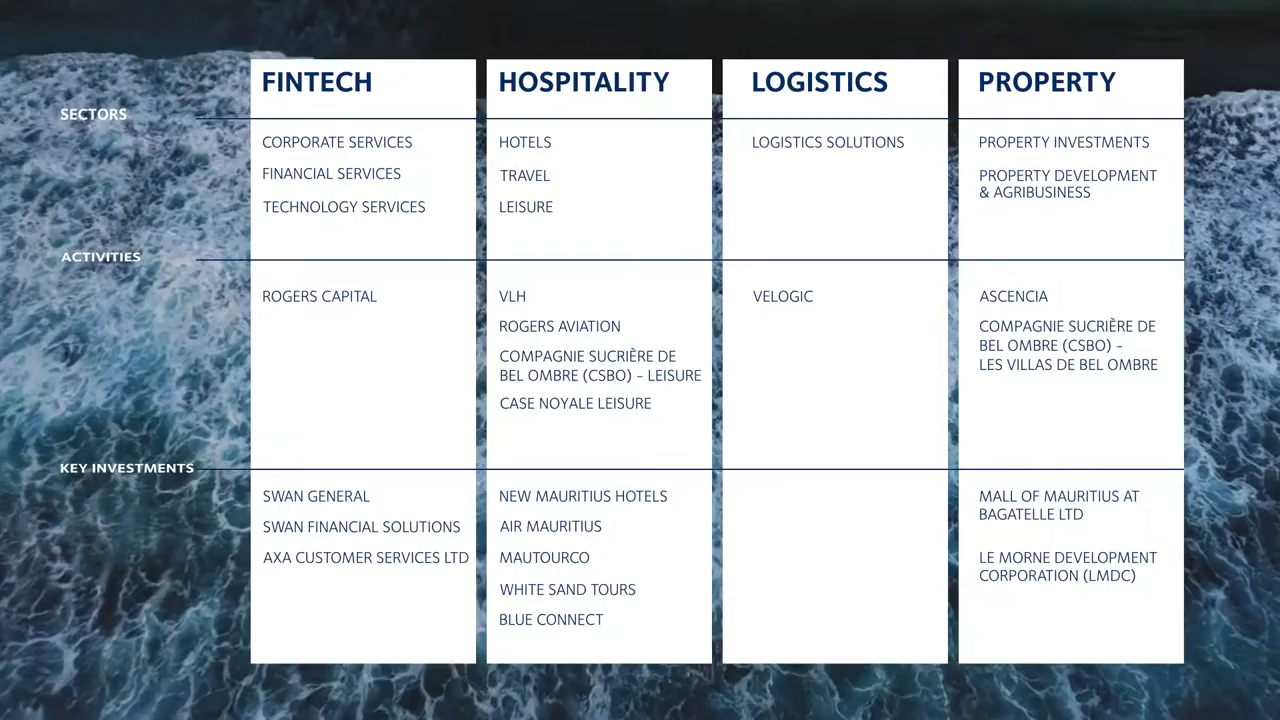 FINTECH
HOSPITALITY
LOGISTICS
PROPERTY
SECTORS
CORPORATE SERVICES
FINANCIAL SERVICES
TECHNOLOGY SERVICES
HOTELS
TRAVEL
LEISURE
LOGISTICS SOLUTIONS
PROPERTY INVESTMENTS
PROPERTY DEVELOPMENT
& AGRIBUSINESS
ACTIVITIES
ROGERS CAPITAL
VLH
ROGERS AVIATION
COMPAGNIE SUCRIÈRE DE
BEL OMBRE (CSBO) – LEISURE
CASE NOYALE LEISURE
VELOGIC
ASCENCIA
COMPAGNIE SUCRIÈRE DE
BEL OMBRE (CSBO) –
LES VILLAS DE BEL OMBRE
KEY INVESTMENTS
SWAN GENERAL
SWAN FINANCIAL SOLUTIONS
AXA CUSTOMER SERVICES LTD
NEW MAURITIUS HOTELS
AIR MAURITIUS
MAUTOURCO
WHITE SAND TOURS
BLUE CONNECT
MALL OF MAURITIUS AT
BAGATELLE LTD
LE MORNE DEVELOPMENT
CORPORATION (LMDC)